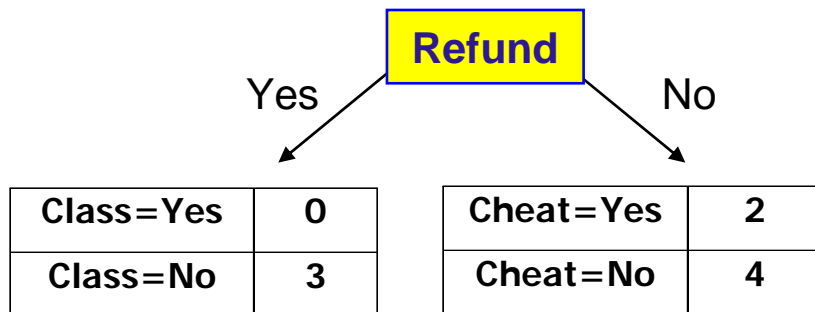 Refund
Yes No
Class=Yes 0
Class=No 3
Cheat=Yes 2
Cheat=No 4